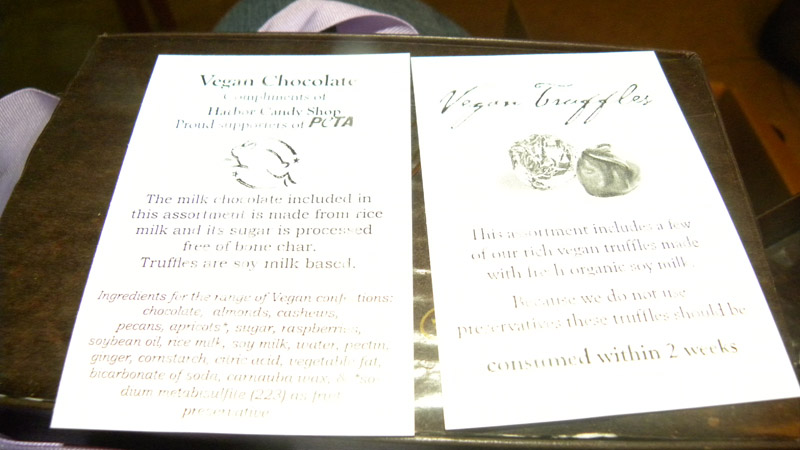 Vegan Chocolate
Compliments of
Harbor Candy Shop
Proud supporters of PETA
The milk chocolate included in
this assortment is made from rice
milk and its sugar is processed
free of bone char.
Truffles are soy milk based.
Ingredients for the range of Vegan confections:
chocolate, almonds, cashews,
pecans, apricots*, sugar, raspberries,
soybean oil, rice milk, soy milk, water, pectin,
ginger, cornstarch, citric acid, vegetable fat,
bicarbonate of soda, carnauba wax, & *so-
dium metabisulfite (223) as fruit
preservative
Vegan Truffles
This assortment includes a few
of our rich vegan truffles made
with fresh organic soy milk.
Because we do not use
preservatives these truffles should be
consumed within 2 weeks